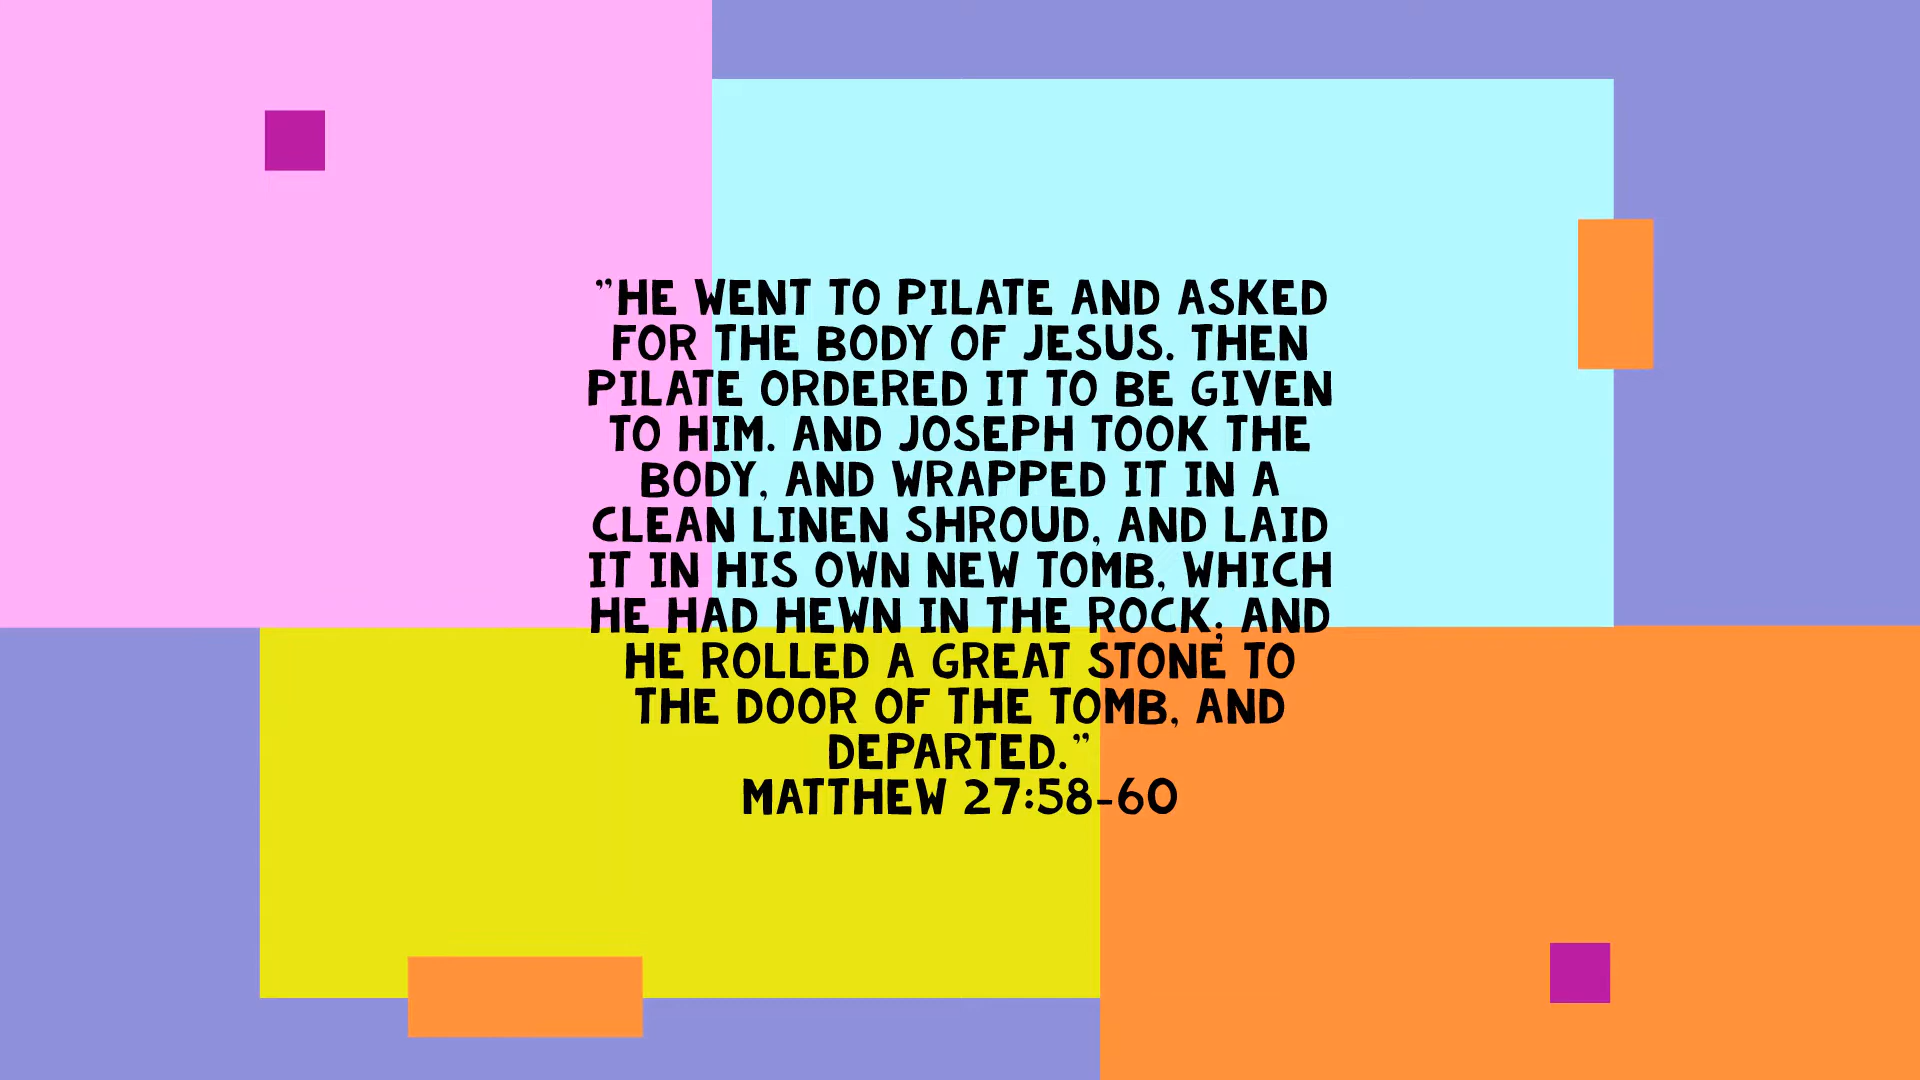 ”HE WENT TO PILATE AND ASKED
FOR THE BODY OF JESUS. THEN
PILATE ORDERED IT TO BE GIVEN
TO HIM. AND JOSEPH TOOK THE
BODY, AND WRAPPED IT IN A
CLEAN LINEN SHROUD, AND LAID
IT IN HIS OWN NEW TOMB, WHICH
HE HAD HEWN IN THE ROCK; AND
HE ROLLED A GREAT STONE TO
THE DOOR OF THE TOMB, AND
DEPARTED.”
MATTHEW 27:58-60